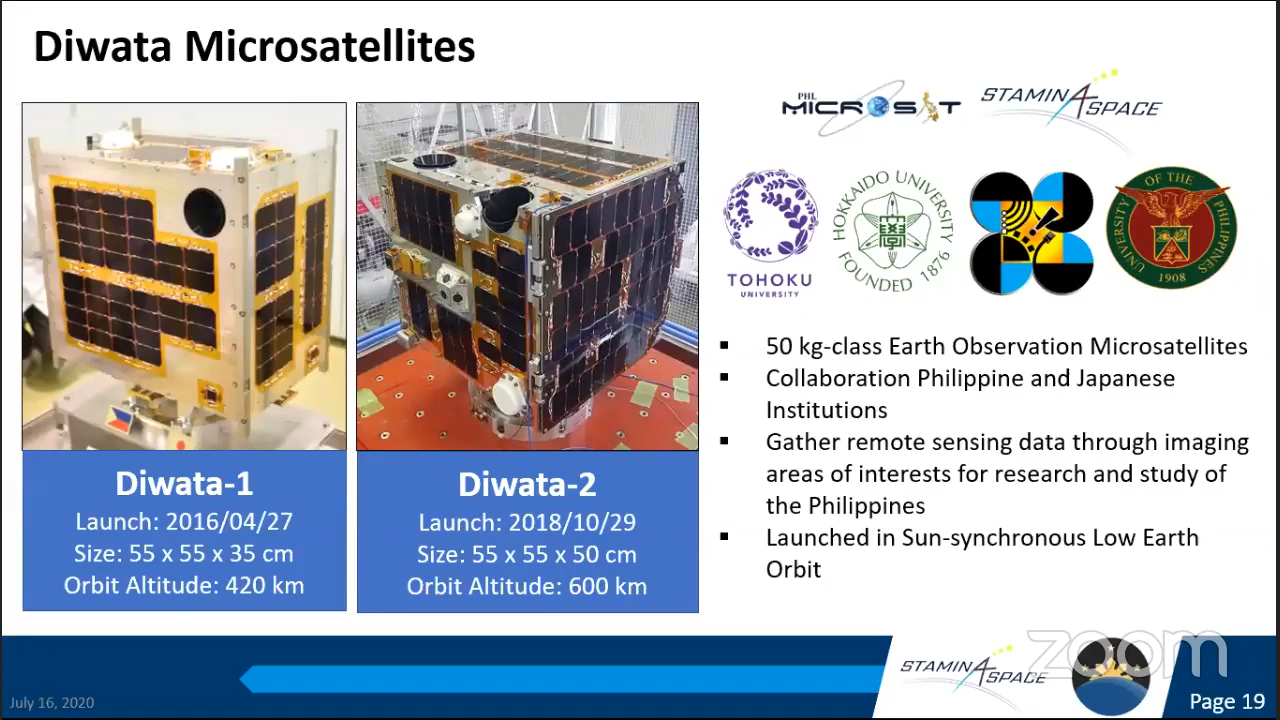 Diwata Microsatellites
PHL
MICROSAT
STAMIN4SPACE
TOHOKU
UNIVERSITY
HOKKAIDO UNIVERSITY
FOUNDED 1876
UNIVERSITY OF THE PHILIPPINES
1908
50 kg-class Earth Observation Microsatellites
Collaboration Philippine and Japanese
Institutions
Gather remote sensing data through imaging
areas of interests for research and study of
the Philippines
Launched in Sun-synchronous Low Earth
Orbit
Diwata-1
Launch: 2016/04/27
Size: 55 x 55 x 35 cm
Orbit Altitude: 420 km
Diwata-2
Launch: 2018/10/29
Size: 55 x 55 x 50 cm
Orbit Altitude: 600 km
July 16, 2020
STAMIN4SPACE
zoom
Page 19